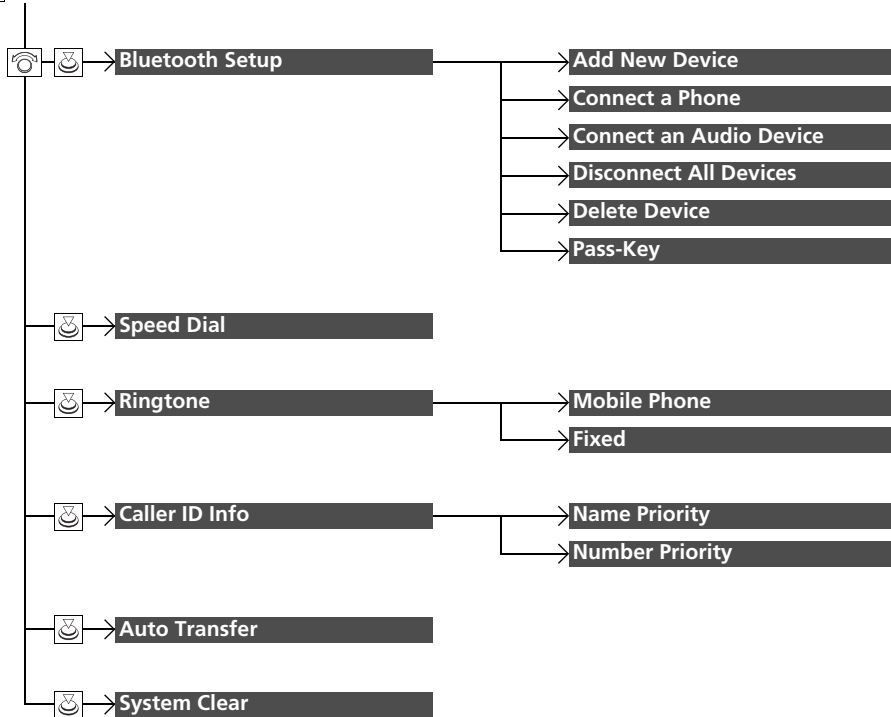 Bluetooth Setup
Add New Device
Connect a Phone
Connect an Audio Device
Disconnect All Devices
Delete Device
Pass-Key
Speed Dial
Ringtone
Mobile Phone
Fixed
Caller ID Info
Name Priority
Number Priority
Auto Transfer
System Clear